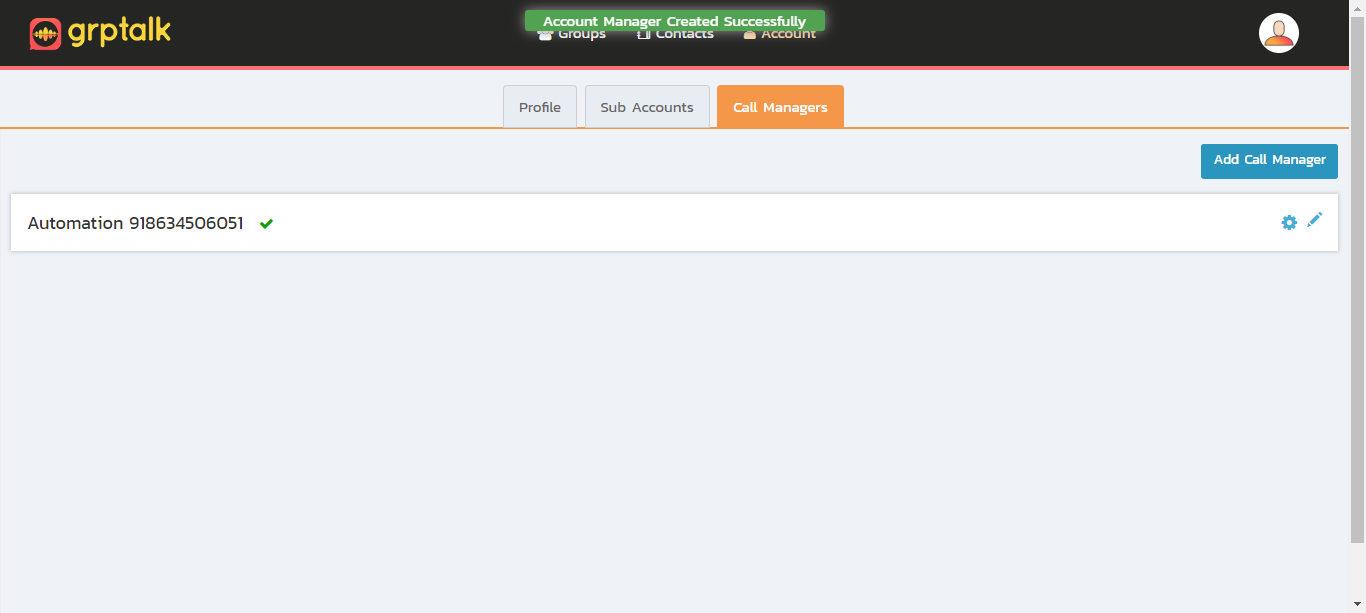 grptalk
Account Manager Created Successfully
Groups Contacts Account
Profile Sub Accounts Call Managers
Add Call Manager
Automation 918634506051